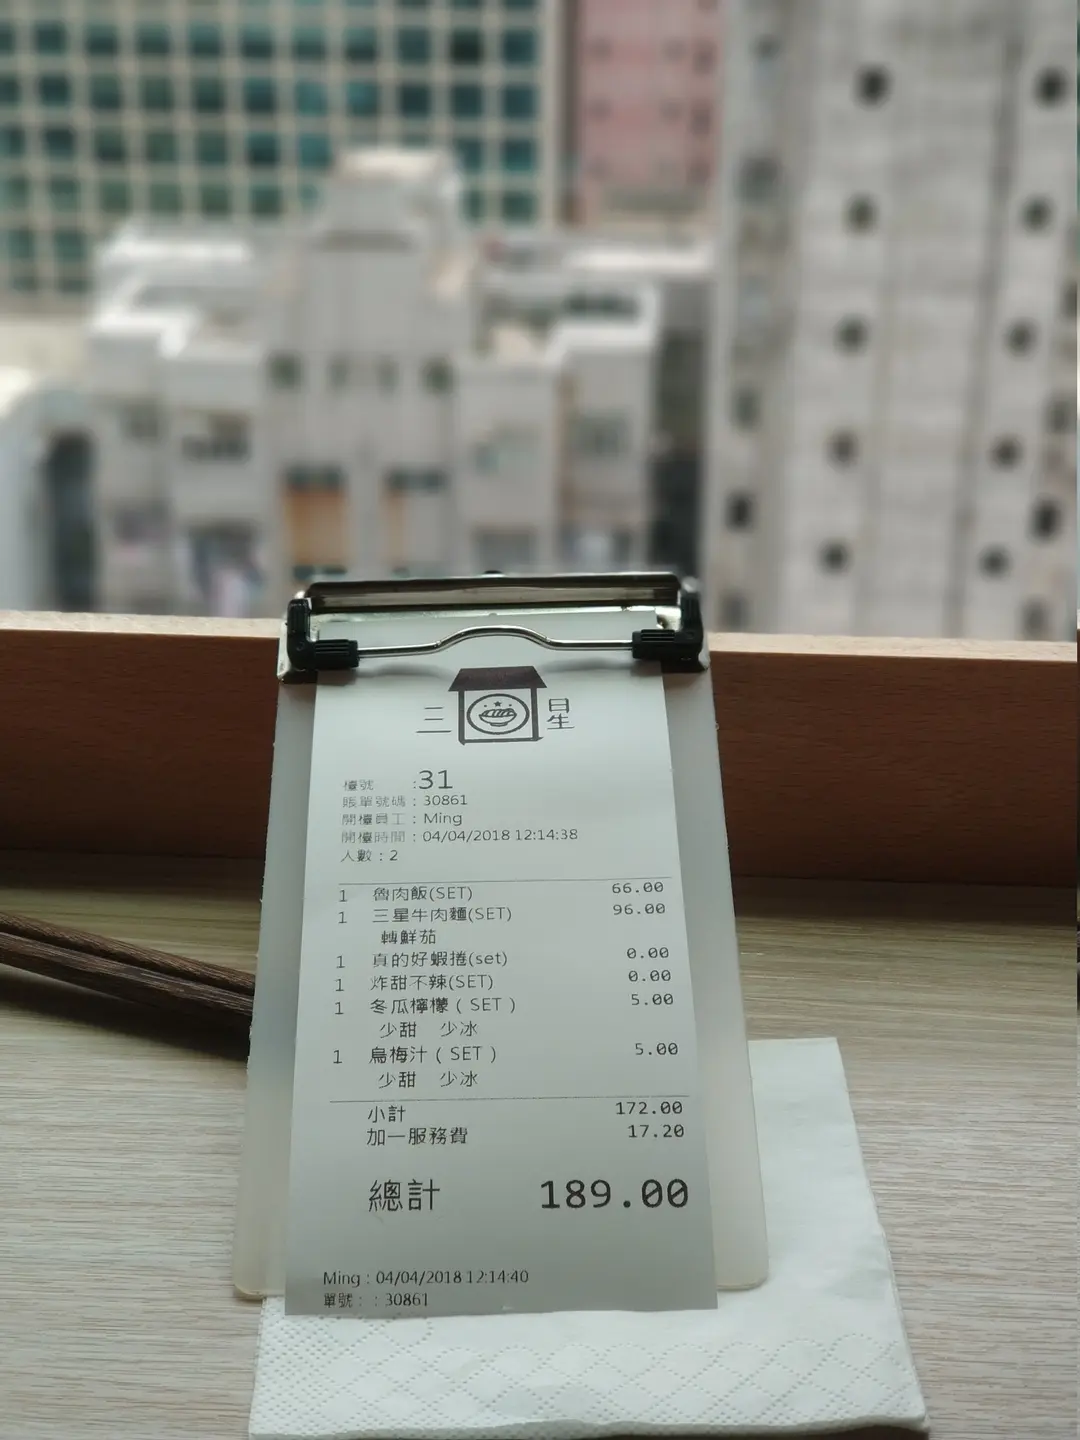 三 星
檯號 :31
賬單號碼 : 30861
開檯員工 : Ming
開檯時間 : 04/04/2018 12:14:38
人數 : 2
1 魯肉飯(SET) 66.00
1 三星牛肉麵(SET) 96.00
轉鮮茄
1 真的好蝦捲(set) 0.00
1 炸甜不辣(SET) 0.00
1 冬瓜檸檬 ( SET ) 5.00
少甜 少冰
1 烏梅汁 ( SET ) 5.00
少甜 少冰
小計 172.00
加一服務費 17.20
總計 189.00
Ming : 04/04/2018 12:14:40
單號 : : 30861